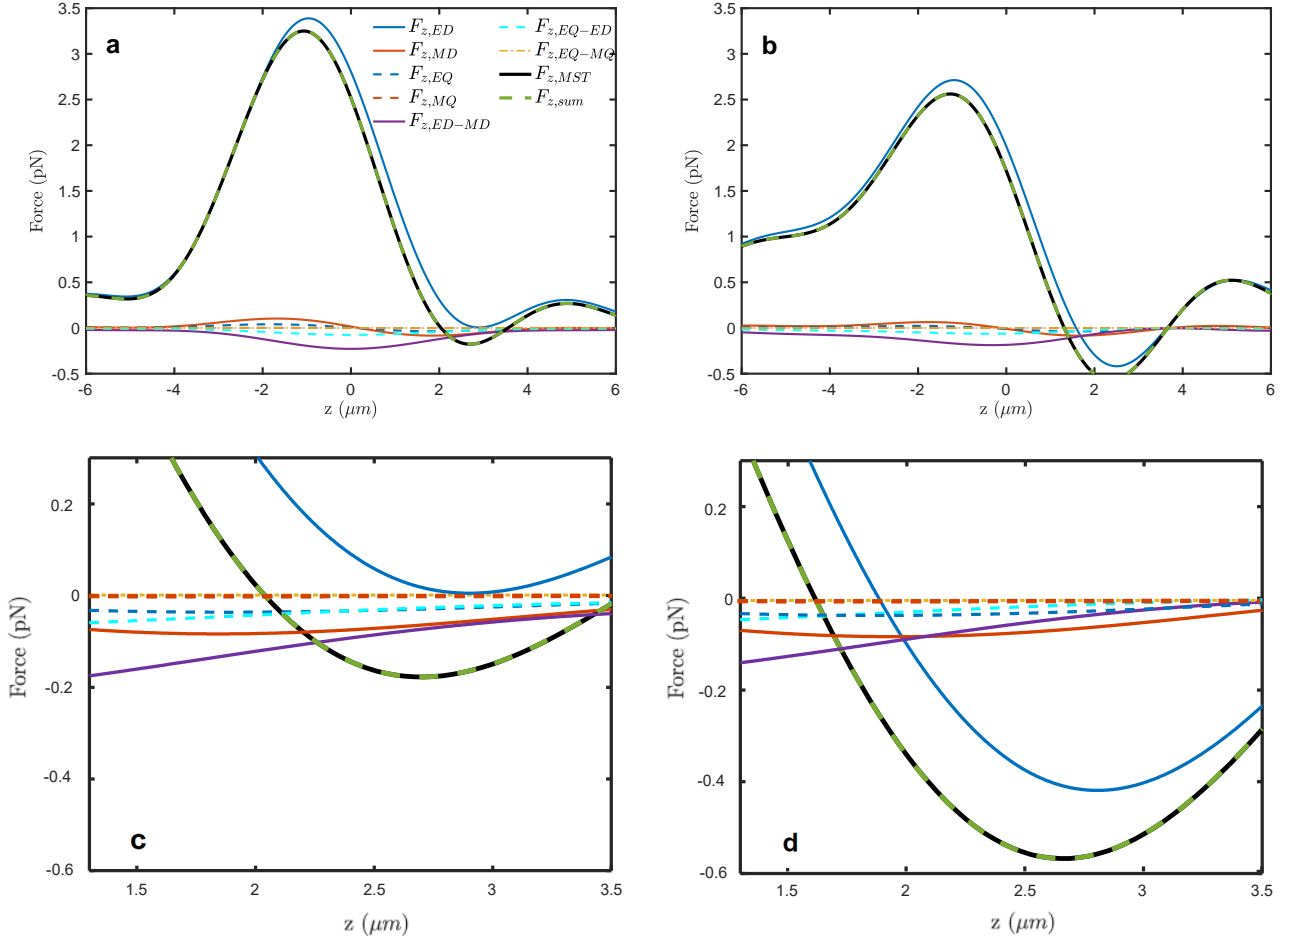 a
3.5
3
2.5
2
1.5
1
0.5
0
-0.5
Force (pN)
-6
-4
-2
0
2
4
6
z (μm)
F_{z,ED}
F_{z,MD}
F_{z,EQ}
F_{z,MQ}
F_{z,ED−MD}
F_{z,EQ−ED}
F_{z,EQ−MQ}
F_{z,MST}
F_{z,sum}
b
3.5
3
2.5
2
1.5
1
0.5
0
-0.5
Force (pN)
-6
-4
-2
0
2
4
6
z (μm)
c
0.2
0
-0.2
-0.4
-0.6
Force (pN)
1.5
2
2.5
3
3.5
z (μm)
d
0.2
0
-0.2
-0.4
-0.6
Force (pN)
1.5
2
2.5
3
3.5
z (μm)